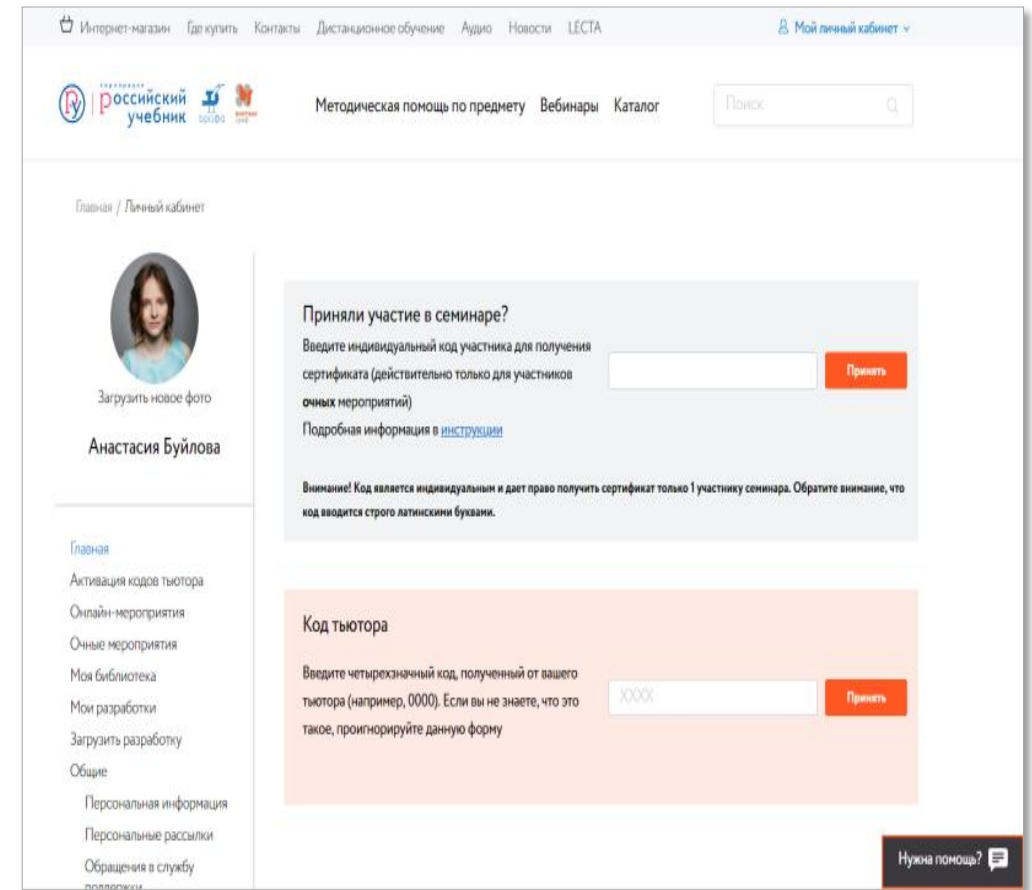 Интернет-магазин Где купить Контакты Дистанционное обучение Аудио Новости LECTA Мой личный кабинет
российский
учебник
Методическая помощь по предмету Вебинары Каталог Поиск
Главная / Личный кабинет
Загрузить новое фото
Анастасия Буйлова
Главная
Активация кодов тьютора
Онлайн-мероприятия
Очные мероприятия
Моя библиотека
Мои разработки
Загрузить разработку
Общие
Персональная информация
Персональные рассылки
Обращения в службу
поддержки
Приняли участие в семинаре?
Введите индивидуальный код участника для получения
сертификата (действительно только для участников
очных мероприятий)
Подробная информация в инструкции
Принять
Внимание! Код является индивидуальным и дает право получить сертификат только 1 участнику семинара. Обратите внимание, что
код вводится строго латинскими буквами.
Код тьютора
Введите четырехзначный код, полученный от вашего
тьютора (например, 0000). Если вы не знаете, что это
такое, проигнорируйте данную форму
XXXX
Принять
Нужна помощь?